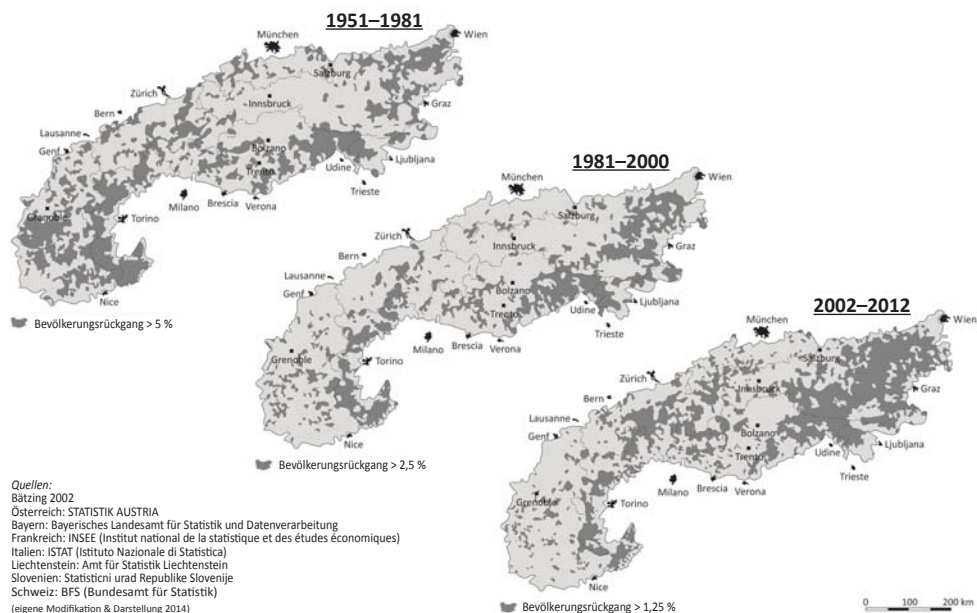 1951–1981
München
Wien
Salzburg
Zürich
Innsbruck
Graz
Bern
Lausanne
Bolzano
Genf
Trento
Ljubljana
Udine
Trieste
Milano
Brescia
Verona
Grenoble
Torino
Nice
Bevölkerungsrückgang > 5 %
1981–2000
München
Wien
Salzburg
Zürich
Innsbruck
Graz
Bern
Lausanne
Bolzano
Genf
Trento
Ljubljana
Udine
Trieste
Milano
Brescia
Verona
Grenoble
Torino
Nice
Bevölkerungsrückgang > 2,5 %
2002–2012
München
Wien
Salzburg
Zürich
Innsbruck
Graz
Bern
Lausanne
Bolzano
Genf
Trento
Ljubljana
Udine
Trieste
Milano
Brescia
Verona
Grenoble
Torino
Nice
Bevölkerungsrückgang > 1,25 %
0 100 200 km
Quellen:
Bätzing 2002
Österreich: STATISTIK AUSTRIA
Bayern: Bayerisches Landesamt für Statistik und Datenverarbeitung
Frankreich: INSEE (Institut national de la statistique et des études économiques)
Italien: ISTAT (Istituto Nazionale di Statistica)
Liechtenstein: Amt für Statistik Liechtenstein
Slovenien: Statisticni urad Republike Slovenije
Schweiz: BFS (Bundesamt für Statistik)
(eigene Modifikation & Darstellung 2014)